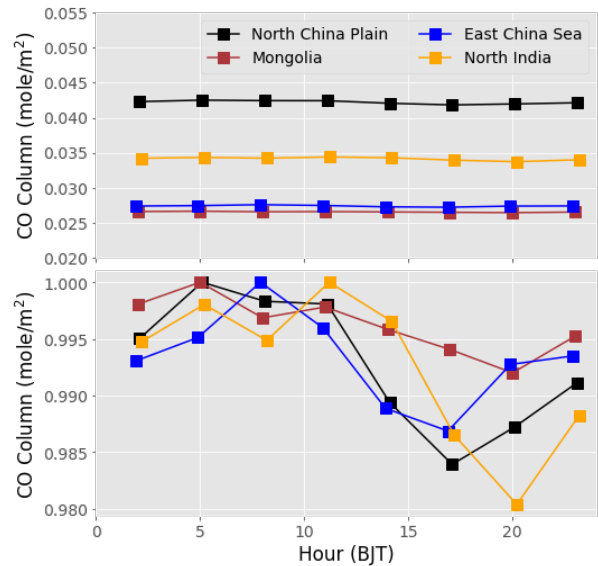 0.055
0.050
0.045
0.040
0.035
0.030
0.025
0.020
CO Column (mole/m²)
North China Plain
East China Sea
Mongolia
North India
1.000
0.995
0.990
0.985
0.980
CO Column (mole/m²)
0 5 10 15 20
Hour (BJT)